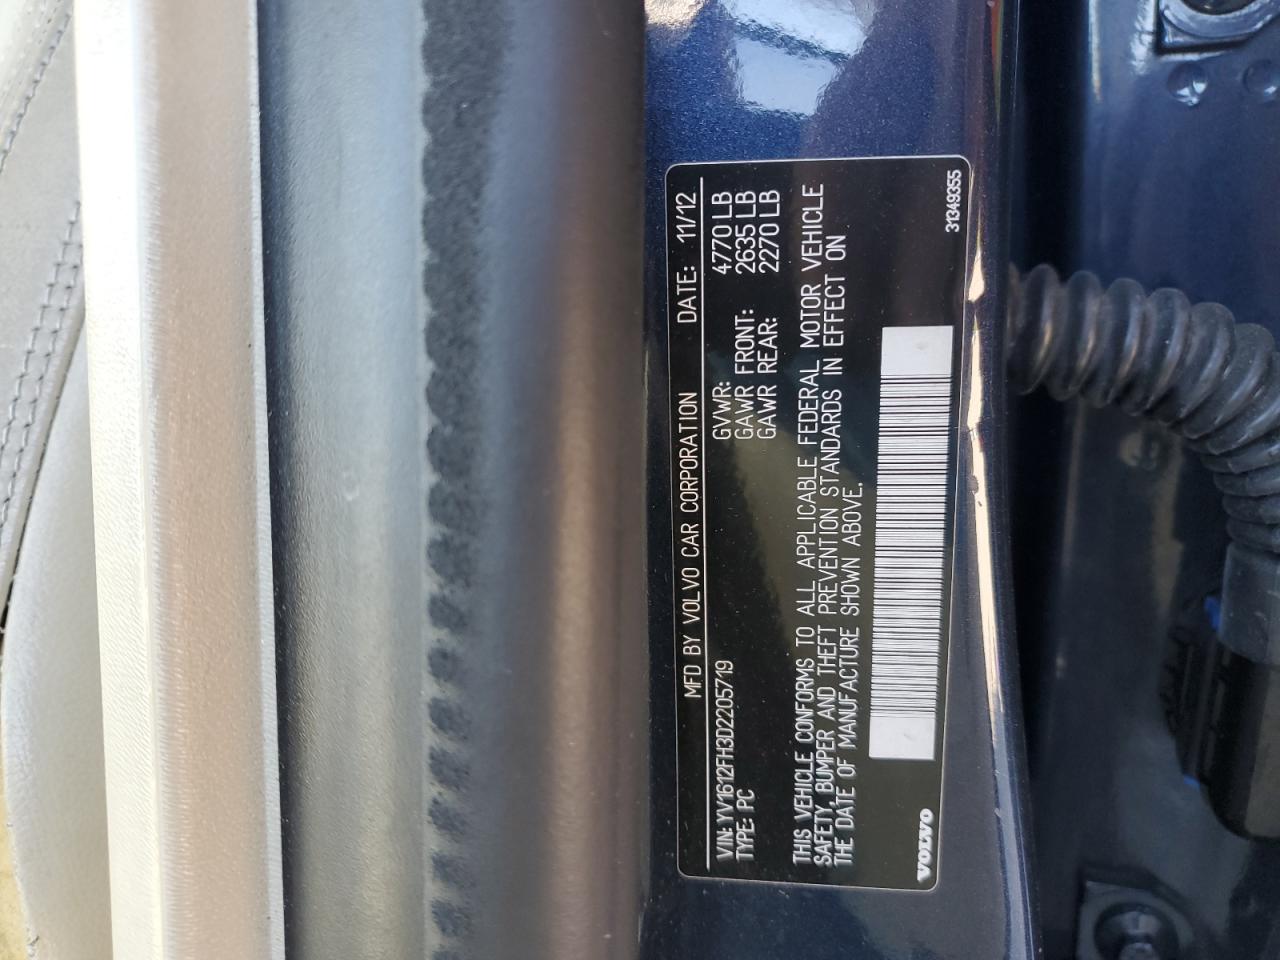 MFD BY VOLVO CAR CORPORATION DATE: 11/12
GVWR: 4770 LB
GAWR FRONT: 2635 LB
GAWR REAR: 2270 LB
VIN: YV1612FH3D2205719
TYPE: PC
THIS VEHICLE CONFORMS TO ALL APPLICABLE FEDERAL MOTOR VEHICLE
SAFETY, BUMPER AND THEFT PREVENTION STANDARDS IN EFFECT ON
THE DATE OF MANUFACTURE SHOWN ABOVE.
VOLVO
31349355